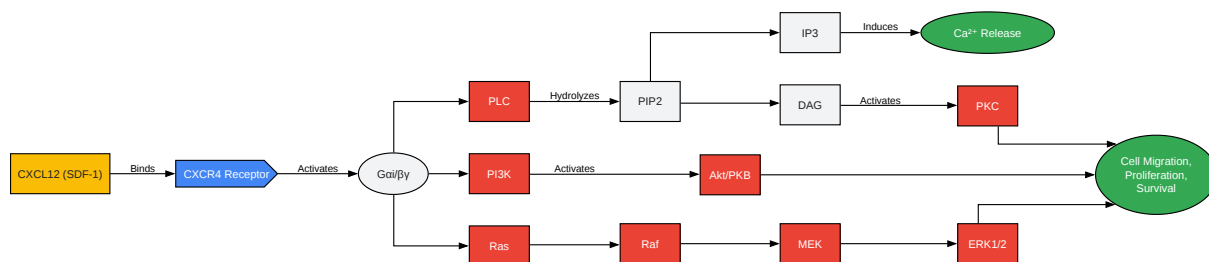 IP3
Induces
Ca²⁺ Release
PLC
Hydrolyzes
PIP2
DAG
Activates
PKC
CXCL12 (SDF-1)
Binds
CXCR4 Receptor
Activates
Gαi/βγ
PI3K
Activates
Akt/PKB
Cell Migration,
Proliferation,
Survival
Ras
Raf
MEK
ERK1/2